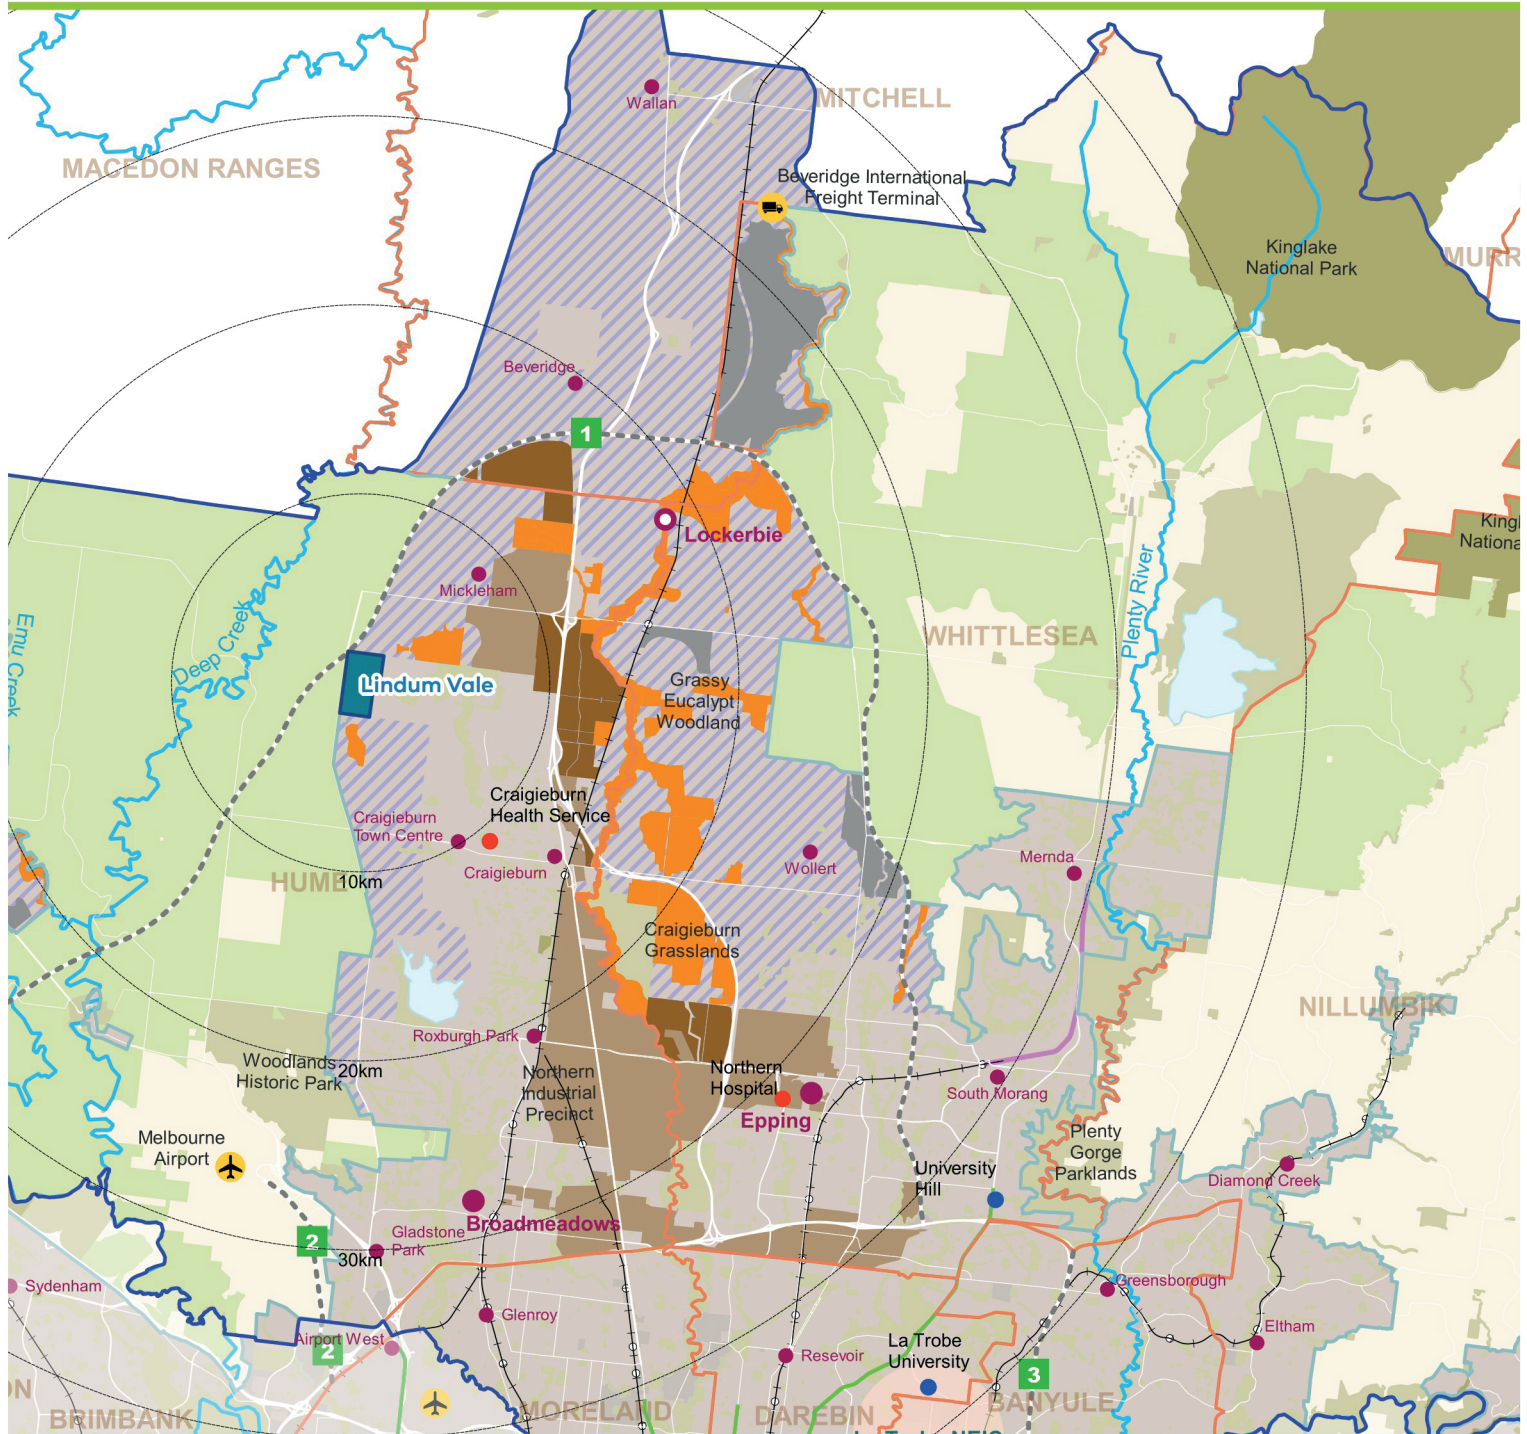 Wallan
MITCHELL
MACEDON RANGES
Beveridge International
Freight Terminal
Kinglake
National Park
MURR
Beveridge
1
Lockerbie
Kingl
Nationa
Mickleham
Deep Creek
Emu Creek
Plenty River
WHITTLESEA
Lindum Vale
Grassy
Eucalypt
Woodland
Craigieburn
Health Service
Craigieburn
Town Centre
Craigieburn
Wollert
Mernda
HUME
10km
Craigieburn
Grasslands
NILLUMBIK
Roxburgh Park
Woodlands
Historic Park
20km
Northern
Industrial
Precinct
Northern
Hospital
Epping
South Morang
Melbourne
Airport
Plenty
Gorge
Parklands
University
Hill
Diamond Creek
Broadmeadows
Gladstone
Park
2
30km
Sydenham
Greensborough
Glenroy
Airport West
2
Eltham
La Trobe
University
Resevoir
3
ON
BRIMBANK
MORELAND
DAREBIN
BANYULE